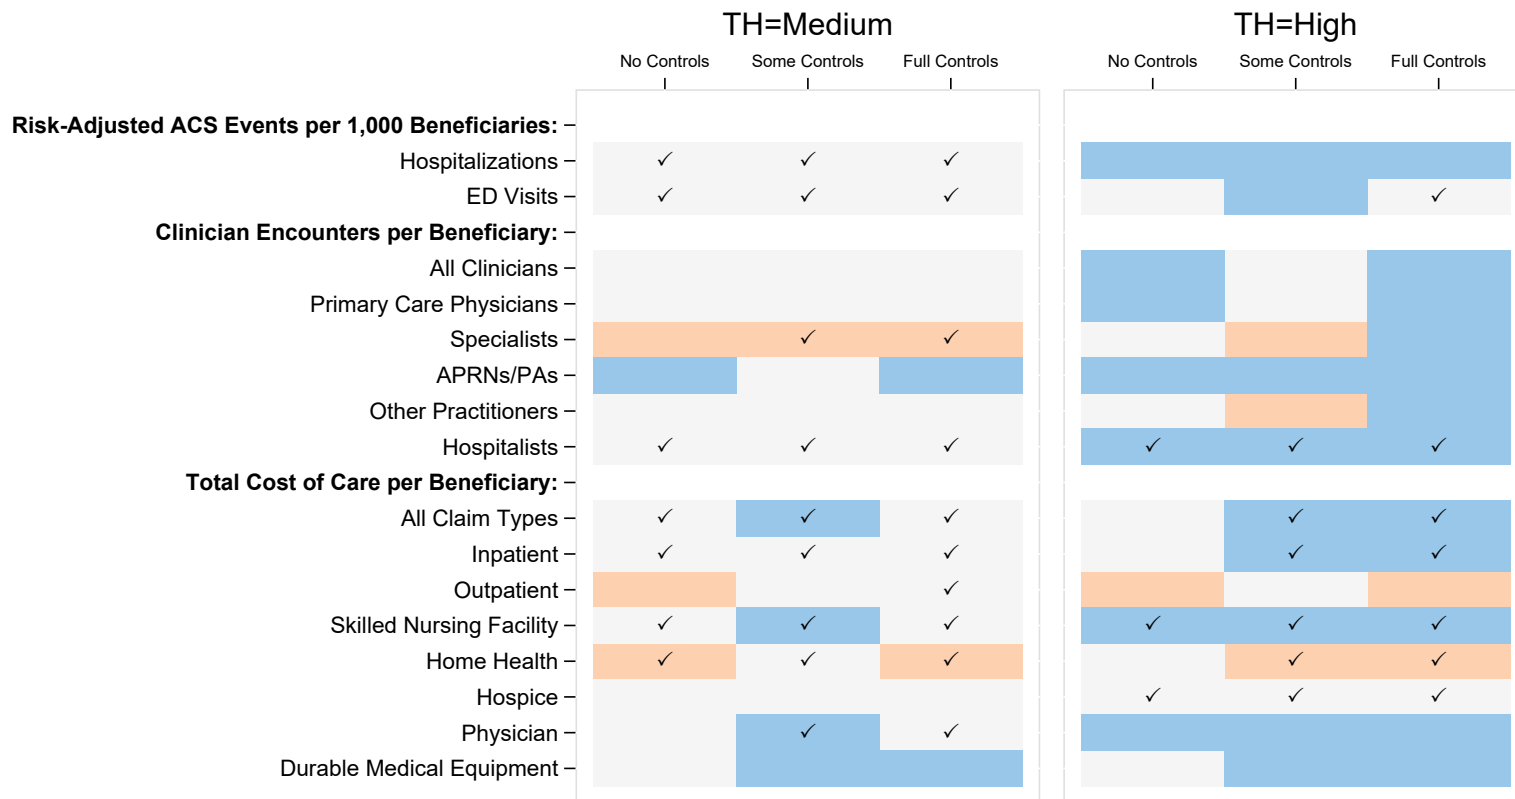 TH=Medium TH=High
No Controls Some Controls Full Controls No Controls Some Controls Full Controls
Risk-Adjusted ACS Events per 1,000 Beneficiaries:
Hospitalizations ✓ ✓ ✓
ED Visits ✓ ✓ ✓ ✓
Clinician Encounters per Beneficiary:
All Clinicians
Primary Care Physicians
Specialists ✓ ✓
APRNs/PAs
Other Practitioners
Hospitalists ✓ ✓ ✓ ✓ ✓ ✓
Total Cost of Care per Beneficiary:
All Claim Types ✓ ✓ ✓ ✓ ✓
Inpatient ✓ ✓ ✓ ✓ ✓
Outpatient ✓
Skilled Nursing Facility ✓ ✓ ✓ ✓ ✓ ✓
Home Health ✓ ✓ ✓ ✓ ✓
Hospice ✓ ✓ ✓
Physician ✓ ✓
Durable Medical Equipment